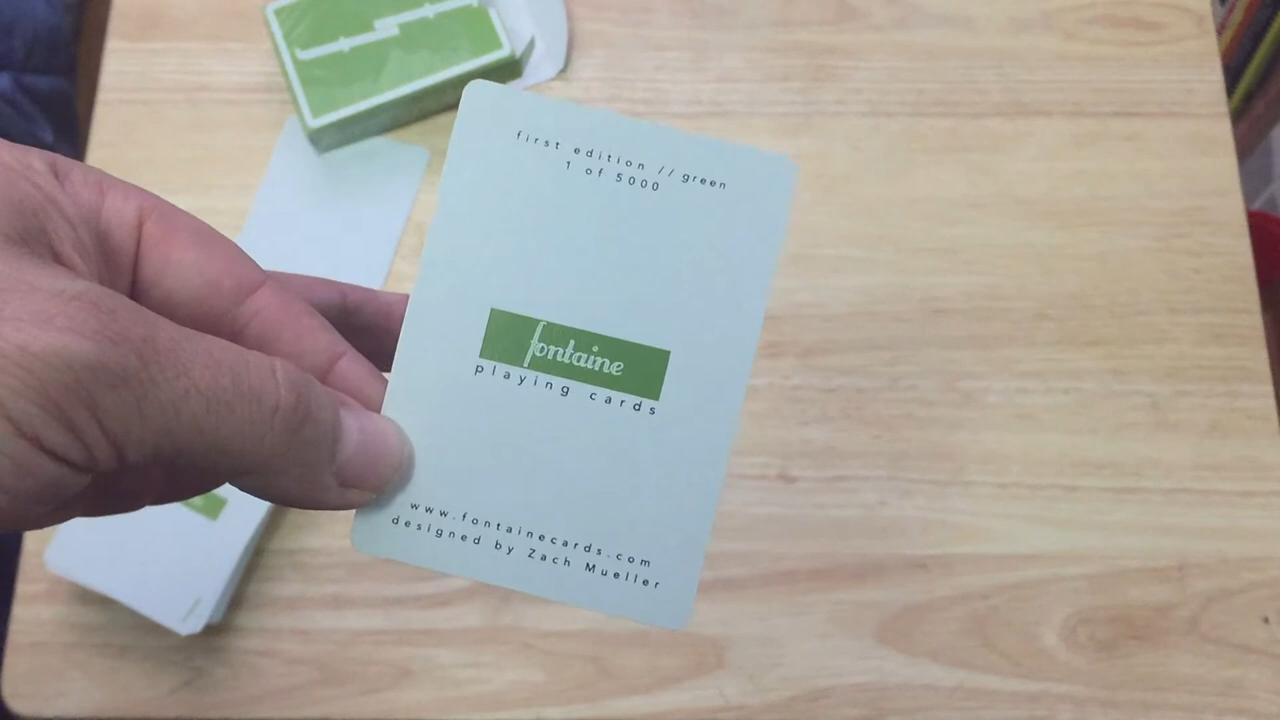 first edition // green
1 of 5000
fontaine
playing cards
www.fontainecards.com
designed by Zach Mueller